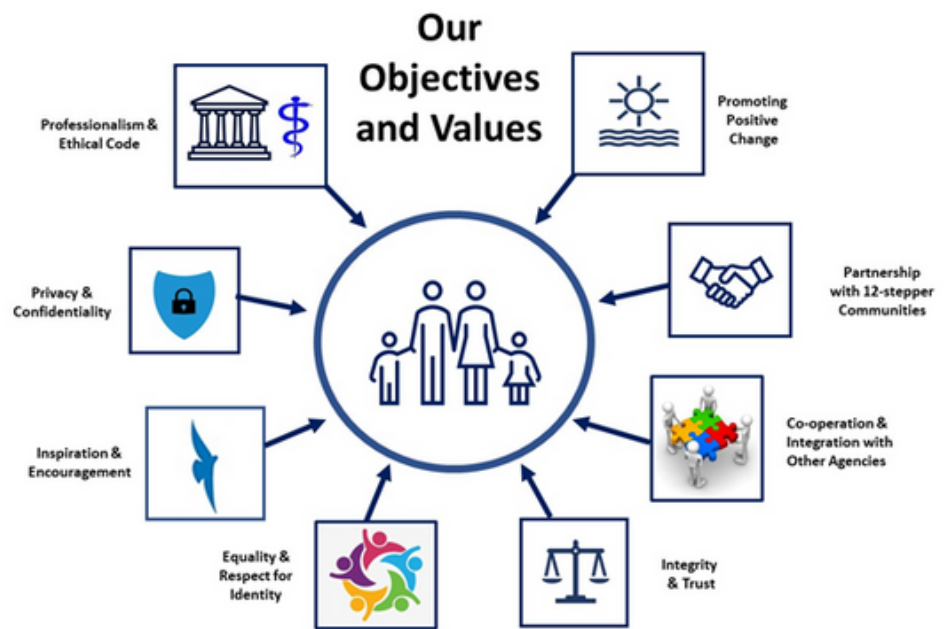 Our
Objectives
and Values
Professionalism &
Ethical Code
Promoting
Positive
Change
Privacy &
Confidentiality
Partnership
with 12-stepper
Communities
Inspiration &
Encouragement
Co-operation &
Integration with
Other Agencies
Equality &
Respect for
Identity
Integrity
& Trust